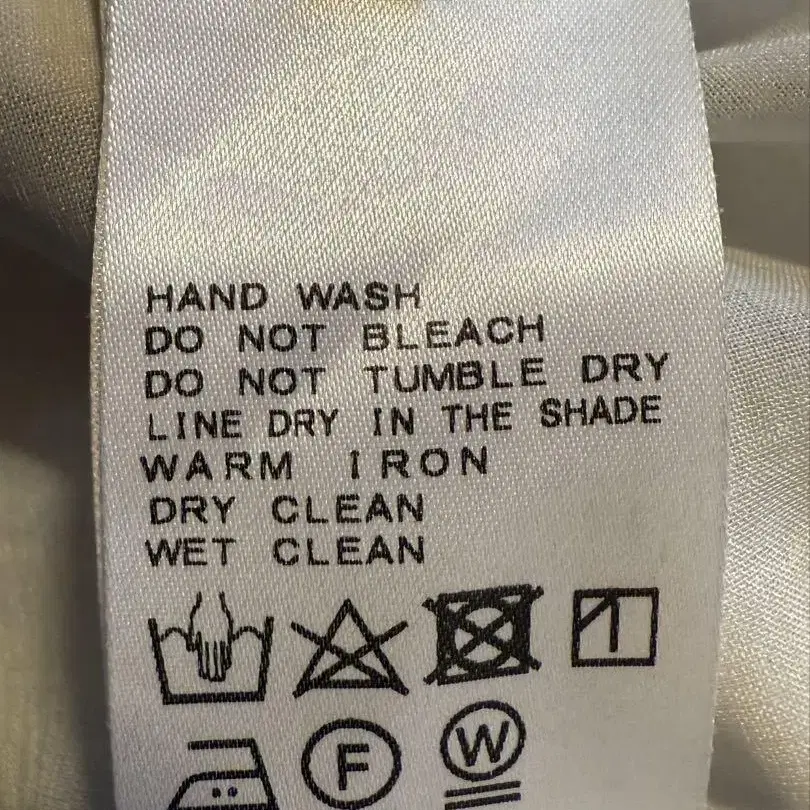 HAND WASH
DO NOT BLEACH
DO NOT TUMBLE DRY
LINE DRY IN THE SHADE
WARM IRON
DRY CLEAN
WET CLEAN
F W